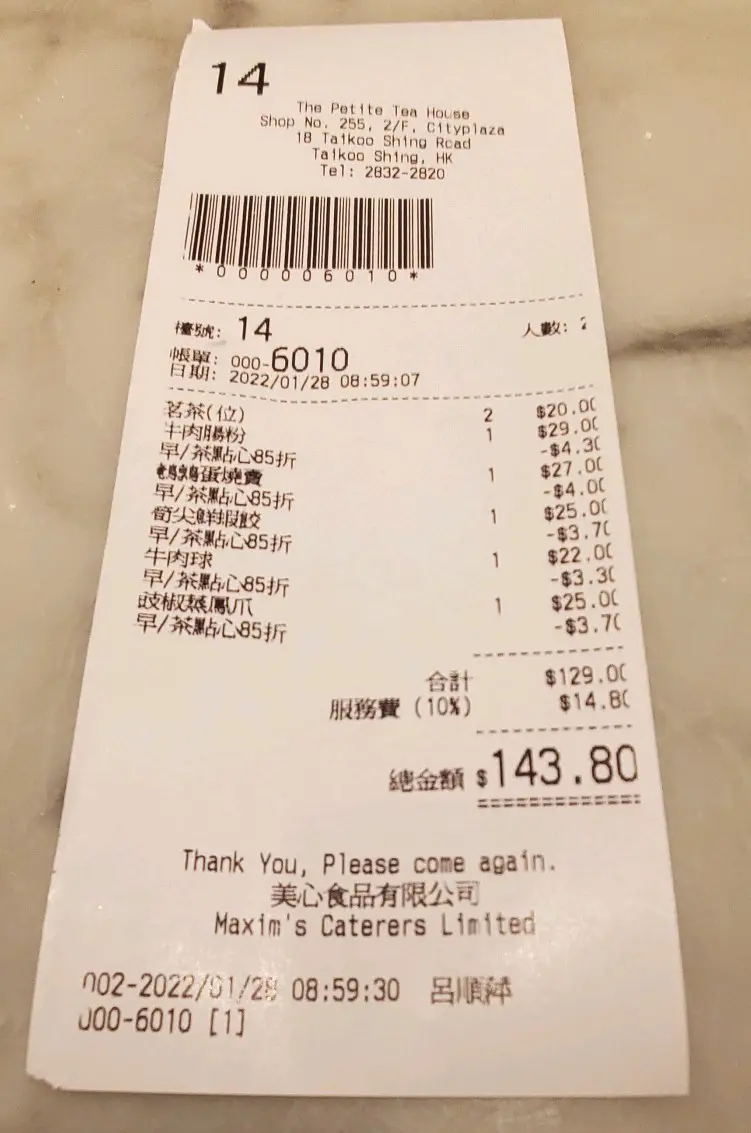 14
The Petite Tea House
Shop No. 255, 2/F, Cityplaza
18 Taikoo Shing Road
Taikoo Shing, HK
Tel: 2832-2820
*000006010*
檯號: 14 人數: 2
帳單: 000-6010
日期: 2022/01/28 08:59:07
茗茶(位) 2 $20.00
牛肉腸粉 1 $29.00
早/茶點心85折 -$4.30
鵪鶉蛋燒賣 1 $27.00
早/茶點心85折 -$4.00
筍尖鮮蝦餃 1 $25.00
早/茶點心85折 -$3.70
牛肉球 1 $22.00
早/茶點心85折 -$3.30
豉椒蒸鳳爪 1 $25.00
早/茶點心85折 -$3.70
合計 $129.00
服務費 (10%) $14.80
總金額 $143.80
Thank You, Please come again.
美心食品有限公司
Maxim's Caterers Limited
002-2022/01/28 08:59:30 呂順萍
000-6010 [1]